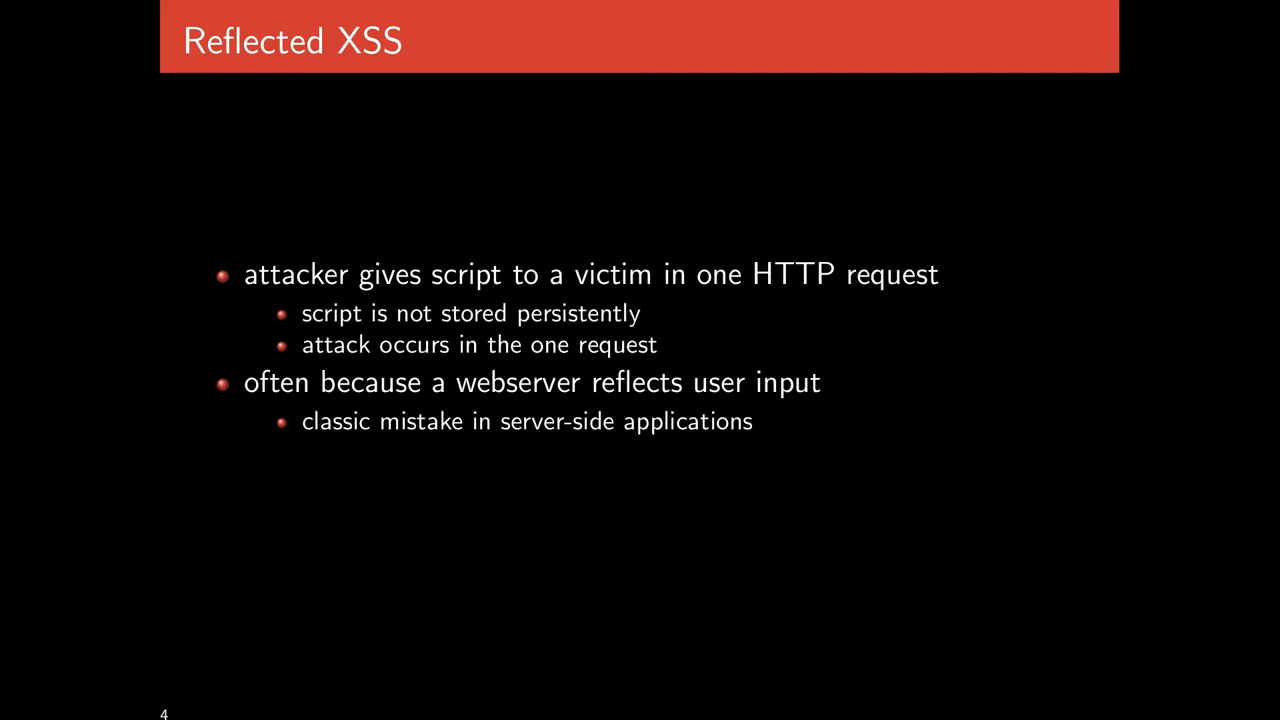 Reflected XSS
attacker gives script to a victim in one HTTP request
script is not stored persistently
attack occurs in the one request
often because a webserver reflects user input
classic mistake in server-side applications
4